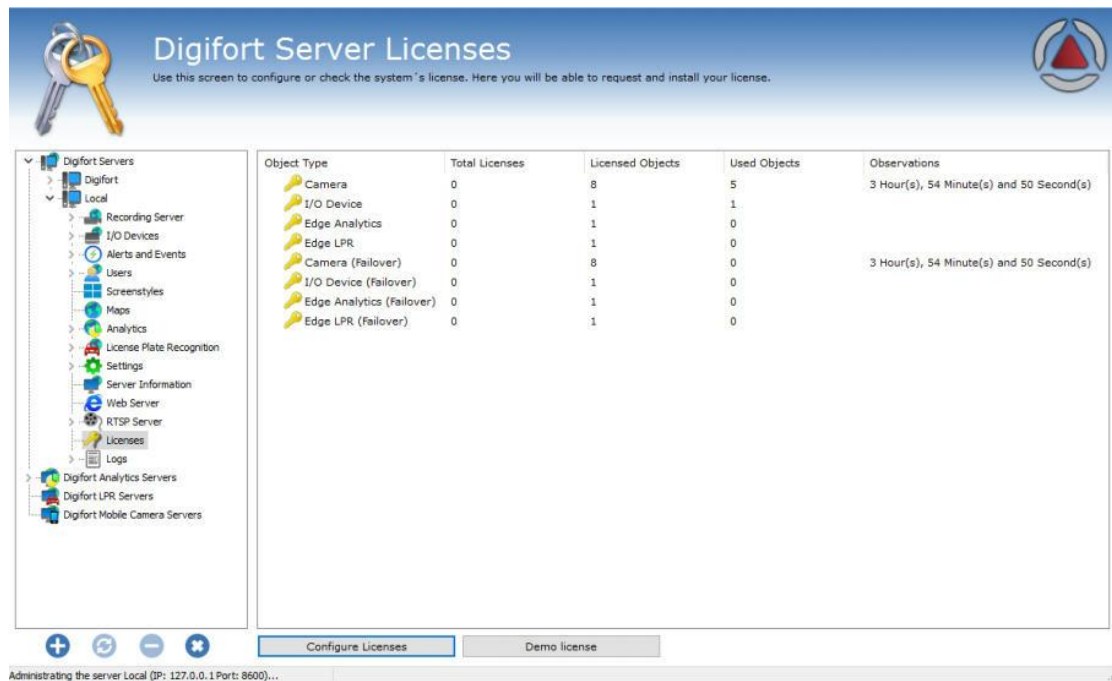 Digifort Server Licenses
Use this screen to configure or check the system´s license. Here you will be able to request and install your license.
Digifort Servers
Digifort
Local
Recording Server
I/O Devices
Alerts and Events
Users
Screenstyles
Maps
Analytics
License Plate Recognition
Settings
Server Information
Web Server
RTSP Server
Licenses
Logs
Digifort Analytics Servers
Digifort LPR Servers
Digifort Mobile Camera Servers
Object Type Total Licenses Licensed Objects Used Objects Observations
Camera 0 8 5 3 Hour(s), 54 Minute(s) and 50 Second(s)
I/O Device 0 1 1
Edge Analytics 0 1 0
Edge LPR 0 1 0
Camera (Failover) 0 8 0 3 Hour(s), 54 Minute(s) and 50 Second(s)
I/O Device (Failover) 0 1 0
Edge Analytics (Failover) 0 1 0
Edge LPR (Failover) 0 1 0
Configure Licenses Demo license
Administrating the server Local (IP: 127.0.0.1 Port: 8600)...